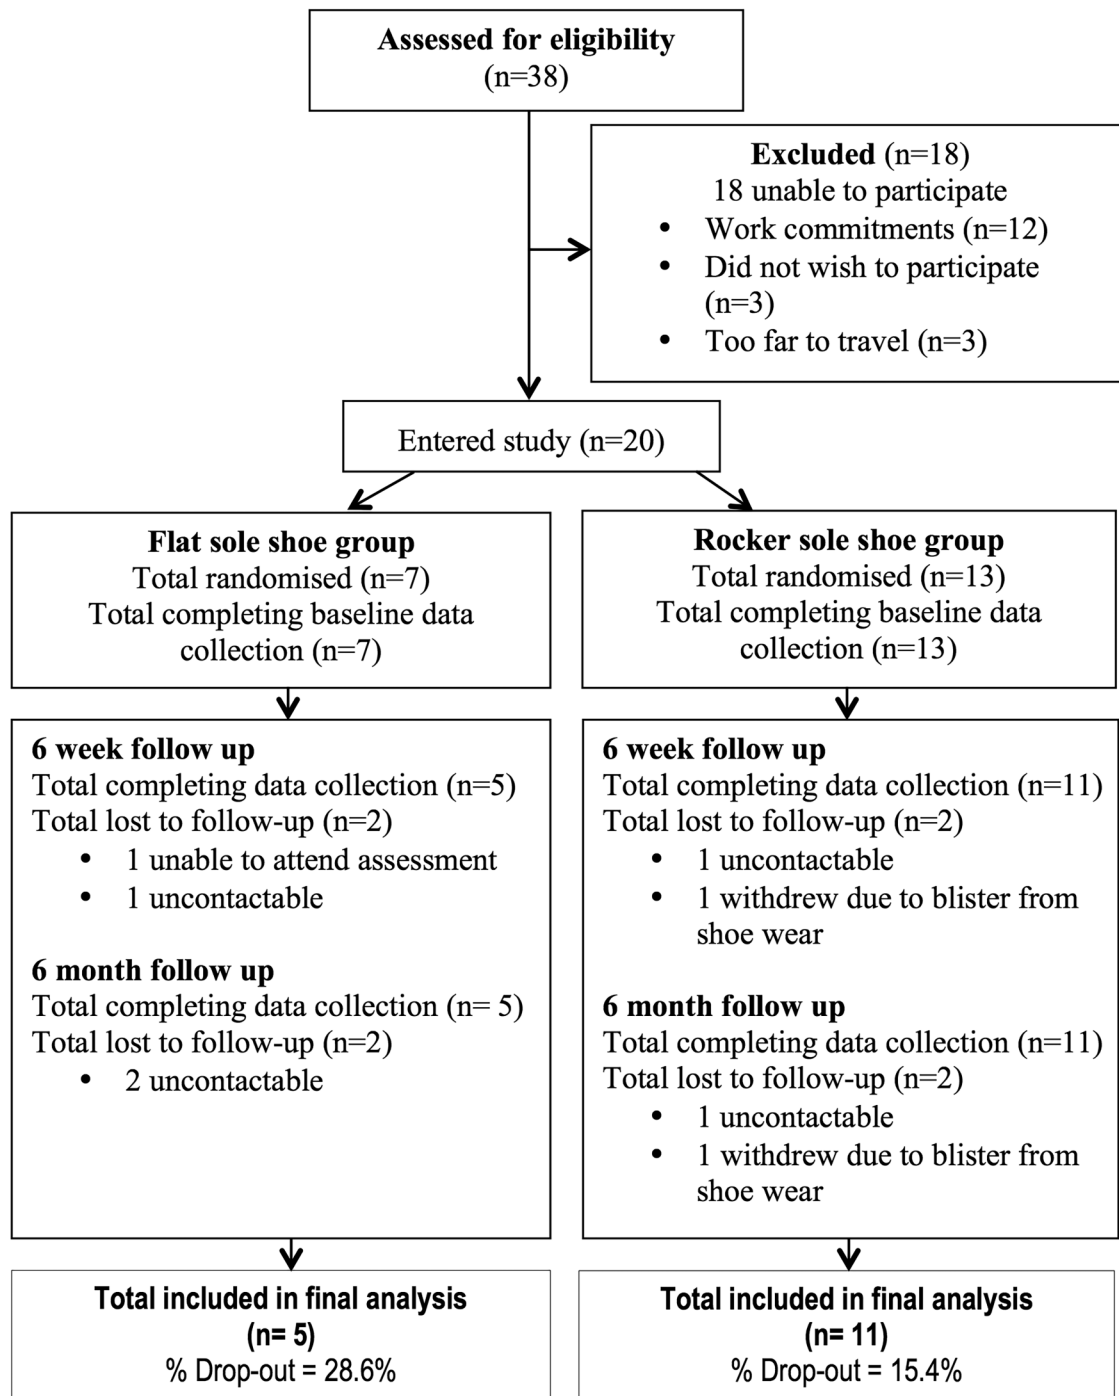 Assessed for eligibility
(n=38)
Excluded (n=18)
18 unable to participate
• Work commitments (n=12)
• Did not wish to participate
(n=3)
• Too far to travel (n=3)
Entered study (n=20)
Flat sole shoe group
Total randomised (n=7)
Total completing baseline data
collection (n=7)
Rocker sole shoe group
Total randomised (n=13)
Total completing baseline data
collection (n=13)
6 week follow up
Total completing data collection (n=5)
Total lost to follow-up (n=2)
• 1 unable to attend assessment
• 1 uncontactable
6 month follow up
Total completing data collection (n= 5)
Total lost to follow-up (n=2)
• 2 uncontactable
6 week follow up
Total completing data collection (n=11)
Total lost to follow-up (n=2)
• 1 uncontactable
• 1 withdrew due to blister from
shoe wear
6 month follow up
Total completing data collection (n=11)
Total lost to follow-up (n=2)
• 1 uncontactable
• 1 withdrew due to blister from
shoe wear
Total included in final analysis
(n= 5)
% Drop-out = 28.6%
Total included in final analysis
(n= 11)
% Drop-out = 15.4%